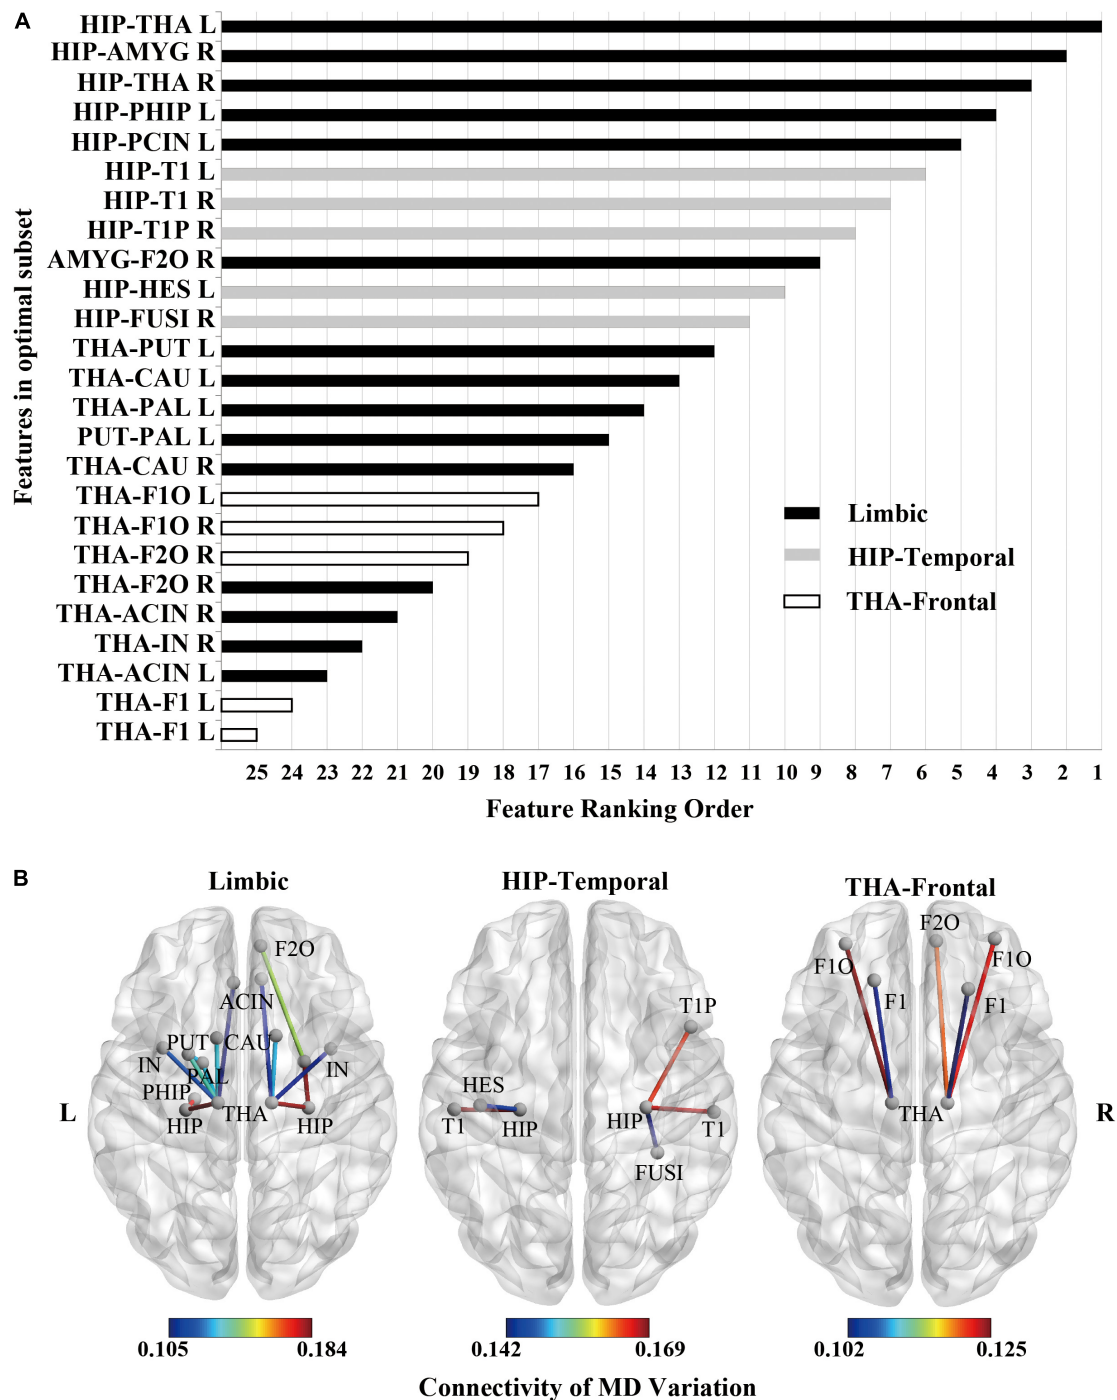 A
Features in optimal subset
HIP-THA L
HIP-AMYG R
HIP-THA R
HIP-PHIP L
HIP-PCIN L
HIP-T1 L
HIP-T1 R
HIP-T1P R
AMYG-F2O R
HIP-HES L
HIP-FUSI R
THA-PUT L
THA-CAU L
THA-PAL L
PUT-PAL L
THA-CAU R
THA-F1O L
THA-F1O R
THA-F2O R
THA-F2O R
THA-ACIN R
THA-IN R
THA-ACIN L
THA-F1 L
THA-F1 L
Limbic
HIP-Temporal
THA-Frontal
25 24 23 22 21 20 19 18 17 16 15 14 13 12 11 10 9 8 7 6 5 4 3 2 1
Feature Ranking Order
B
Limbic
F2O
ACIN
PUT
CAU
IN
PAL
IN
PHIP
THA
HIP
HIP
L
0.105 0.184
HIP-Temporal
T1P
HES
T1
HIP
HIP
T1
FUSI
0.142 0.169
THA-Frontal
F2O
F1O
F1O
F1
F1
THA
R
0.102 0.125
Connectivity of MD Variation